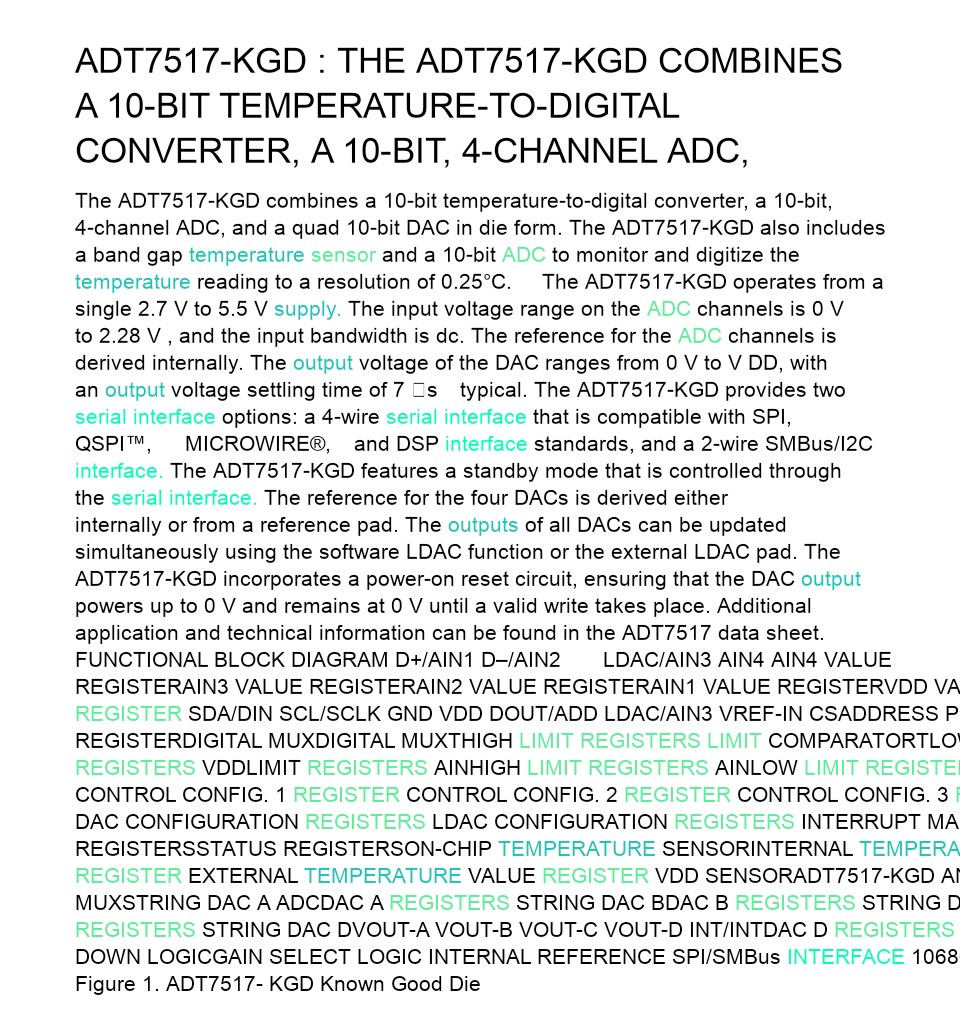 ADT7517-KGD : THE ADT7517-KGD COMBINES
A 10-BIT TEMPERATURE-TO-DIGITAL
CONVERTER, A 10-BIT, 4-CHANNEL ADC,
The ADT7517-KGD combines a 10-bit temperature-to-digital converter, a 10-bit,
4-channel ADC, and a quad 10-bit DAC in die form. The ADT7517-KGD also includes
a band gap temperature sensor and a 10-bit ADC to monitor and digitize the
temperature reading to a resolution of 0.25°C. The ADT7517-KGD operates from a
single 2.7 V to 5.5 V supply. The input voltage range on the ADC channels is 0 V
to 2.28 V , and the input bandwidth is dc. The reference for the ADC channels is
derived internally. The output voltage of the DAC ranges from 0 V to V DD, with
an output voltage settling time of 7 □s typical. The ADT7517-KGD provides two
serial interface options: a 4-wire serial interface that is compatible with SPI,
QSPI™, MICROWIRE®, and DSP interface standards, and a 2-wire SMBus/I2C
interface. The ADT7517-KGD features a standby mode that is controlled through
the serial interface. The reference for the four DACs is derived either
internally or from a reference pad. The outputs of all DACs can be updated
simultaneously using the software LDAC function or the external LDAC pad. The
ADT7517-KGD incorporates a power-on reset circuit, ensuring that the DAC output
powers up to 0 V and remains at 0 V until a valid write takes place. Additional
application and technical information can be found in the ADT7517 data sheet.
FUNCTIONAL BLOCK DIAGRAM D+/AIN1 D–/AIN2 LDAC/AIN3 AIN4 AIN4 VALUE
REGISTERAIN3 VALUE REGISTERAIN2 VALUE REGISTERAIN1 VALUE REGISTERVDD VA
REGISTER SDA/DIN SCL/SCLK GND VDD DOUT/ADD LDAC/AIN3 VREF-IN CSADDRESS P
REGISTERDIGITAL MUXDIGITAL MUXTHIGH LIMIT REGISTERS LIMIT COMPARATORTLOW
REGISTERS VDDLIMIT REGISTERS AINHIGH LIMIT REGISTERS AINLOW LIMIT REGISTE
CONTROL CONFIG. 1 REGISTER CONTROL CONFIG. 2 REGISTER CONTROL CONFIG. 3
DAC CONFIGURATION REGISTERS LDAC CONFIGURATION REGISTERS INTERRUPT MA
REGISTERSSTATUS REGISTERSON-CHIP TEMPERATURE SENSORINTERNAL TEMPERA
REGISTER EXTERNAL TEMPERATURE VALUE REGISTER VDD SENSORADT7517-KGD AN
MUXSTRING DAC A ADCDAC A REGISTERS STRING DAC BDAC B REGISTERS STRING D
REGISTERS STRING DAC DVOUT-A VOUT-B VOUT-C VOUT-D INT/INTDAC D REGISTERS
DOWN LOGICGAIN SELECT LOGIC INTERNAL REFERENCE SPI/SMBus INTERFACE 1068
Figure 1. ADT7517- KGD Known Good Die